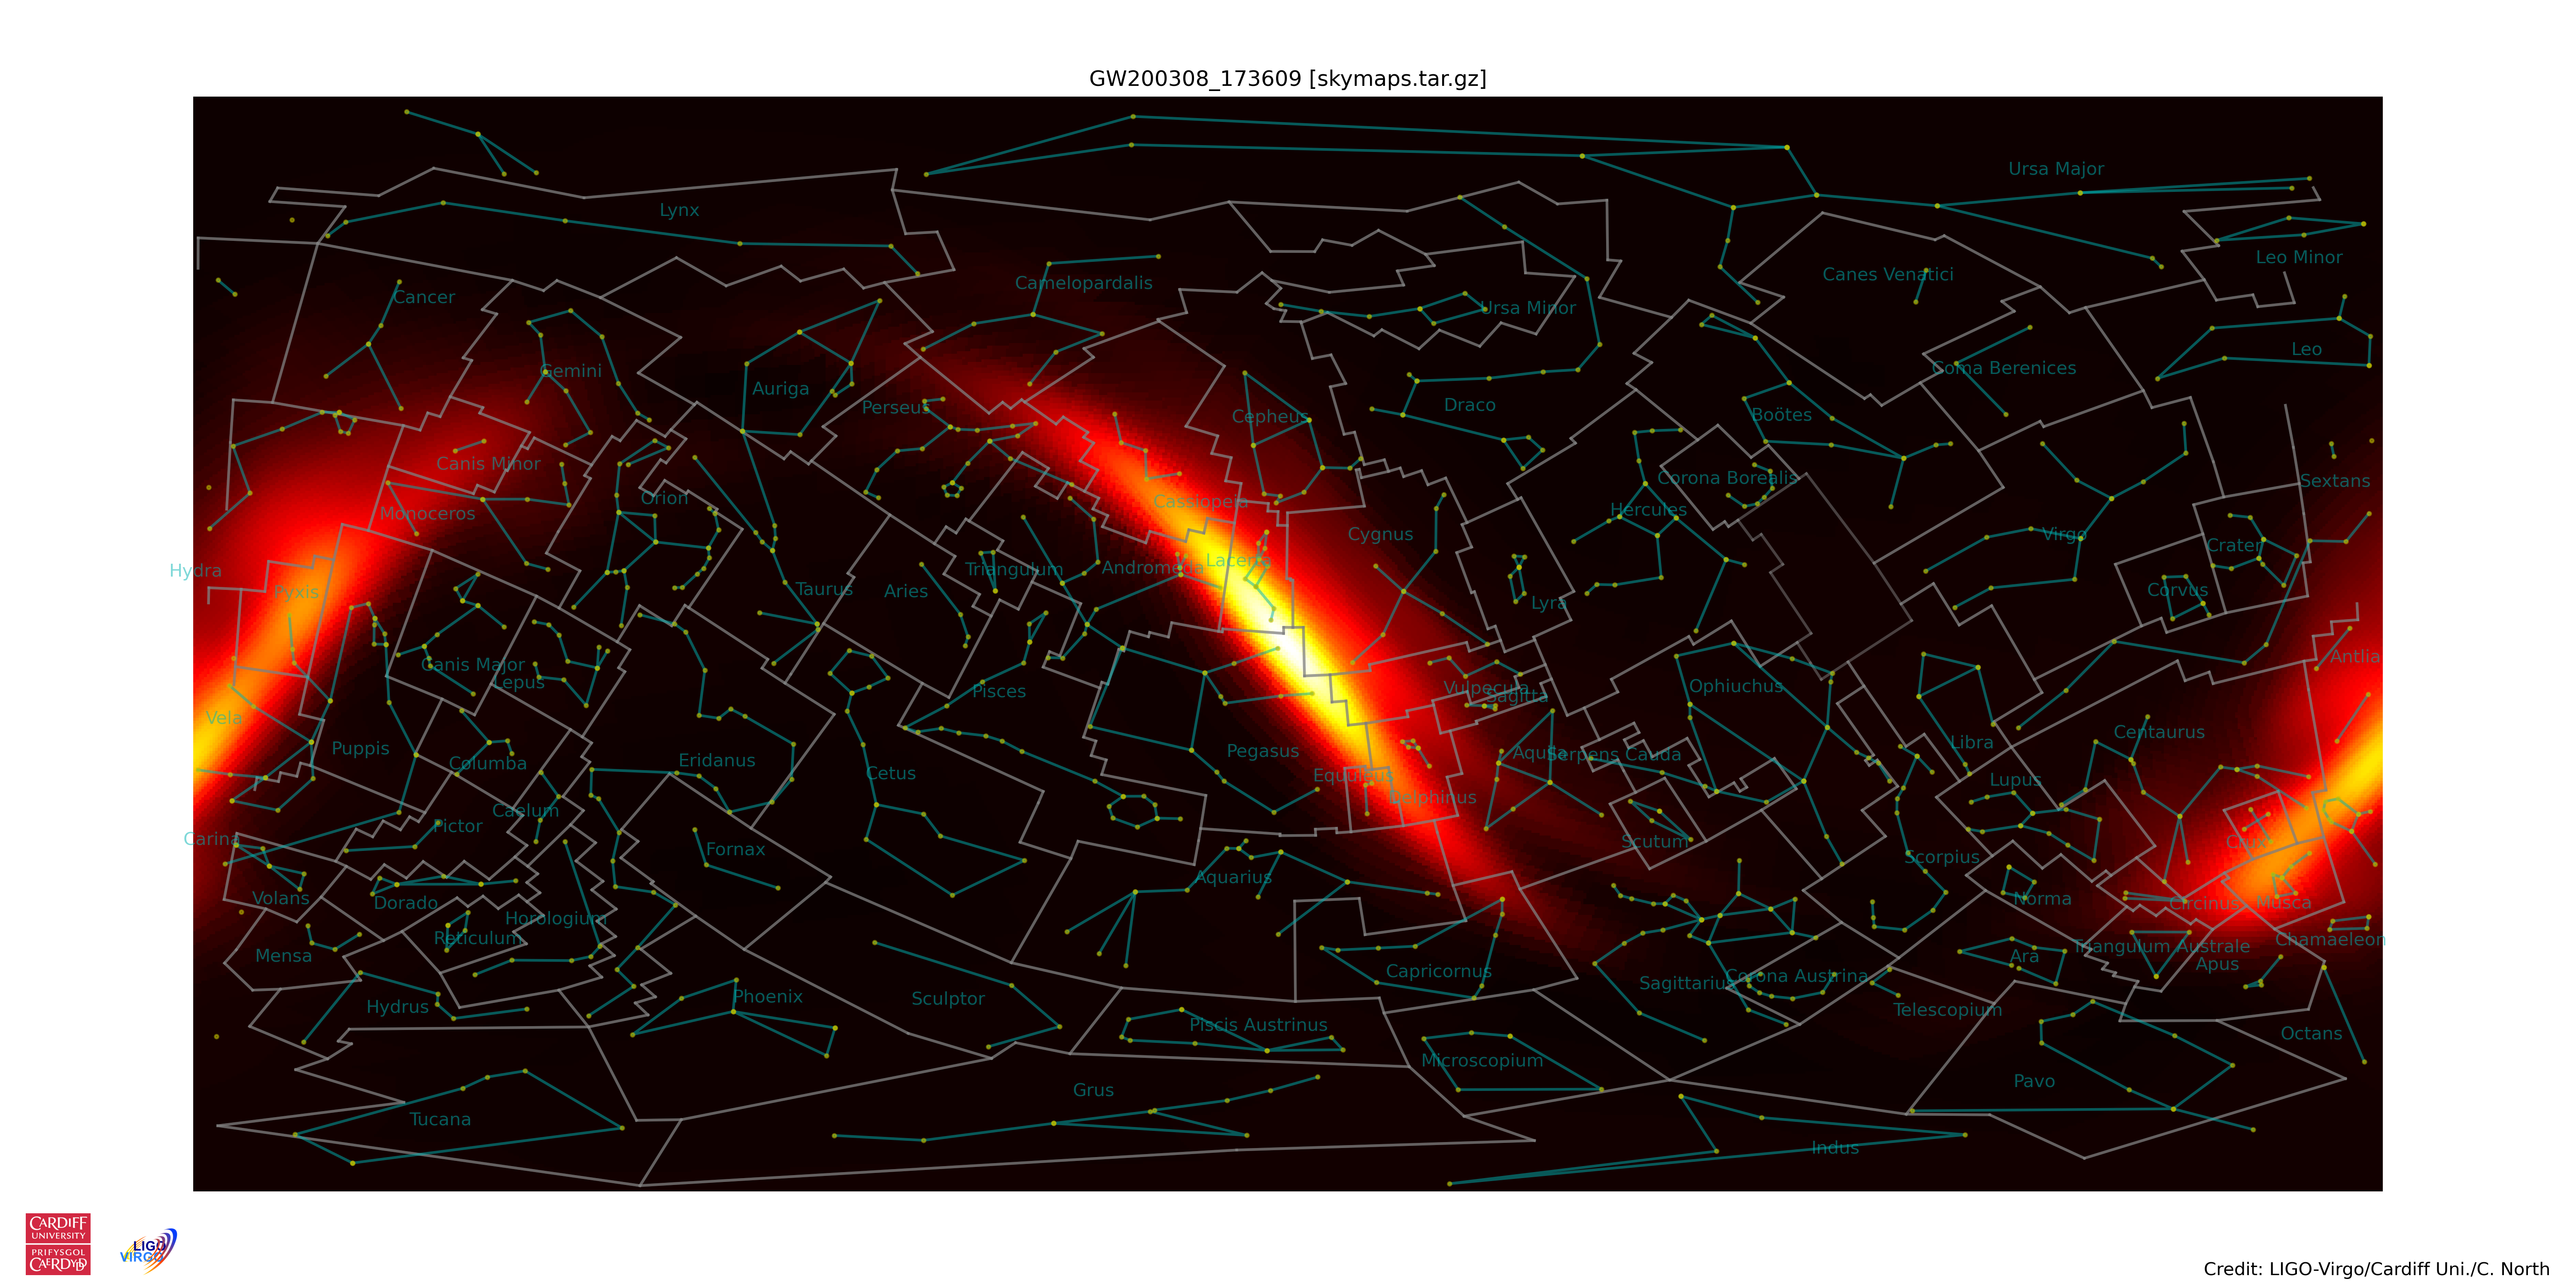 GW200308_173609 [skymaps.tar.gz]
Ursa Major
Lynx
Leo Minor
Canes Venatici
Camelopardalis
Cancer
Ursa Minor
Leo
Coma Berenices
Gemini
Auriga
Draco
Perseus
Boötes
Cepheus
Canis Minor
Corona Borealis
Sextans
Orion
Cassiopeia
Hercules
Monoceros
Cygnus
Virgo
Crater
Lacerta
Andromeda
Triangulum
Hydra
Taurus
Aries
Corvus
Pyxis
Lyra
Antlia
Canis Major
Lepus
Ophiuchus
Vulpecula
Pisces
Sagitta
Vela
Centaurus
Libra
Puppis
Pegasus
Aquila
Serpens Cauda
Eridanus
Columba
Cetus
Equuleus
Lupus
Delphinus
Caelum
Pictor
Carina
Scutum
Crux
Fornax
Scorpius
Aquarius
Volans
Norma
Dorado
Circinus
Musca
Horologium
Reticulum
Chamaeleon
Triangulum Australe
Mensa
Ara
Apus
Capricornus
Corona Austrina
Sagittarius
Phoenix
Sculptor
Hydrus
Telescopium
Piscis Austrinus
Octans
Microscopium
Pavo
Grus
Tucana
Indus
CARDIFF
UNIVERSITY
PRIFYSGOL
CAERDYDD
LIGO
VIRGO
Credit: LIGO-Virgo/Cardiff Uni./C. North